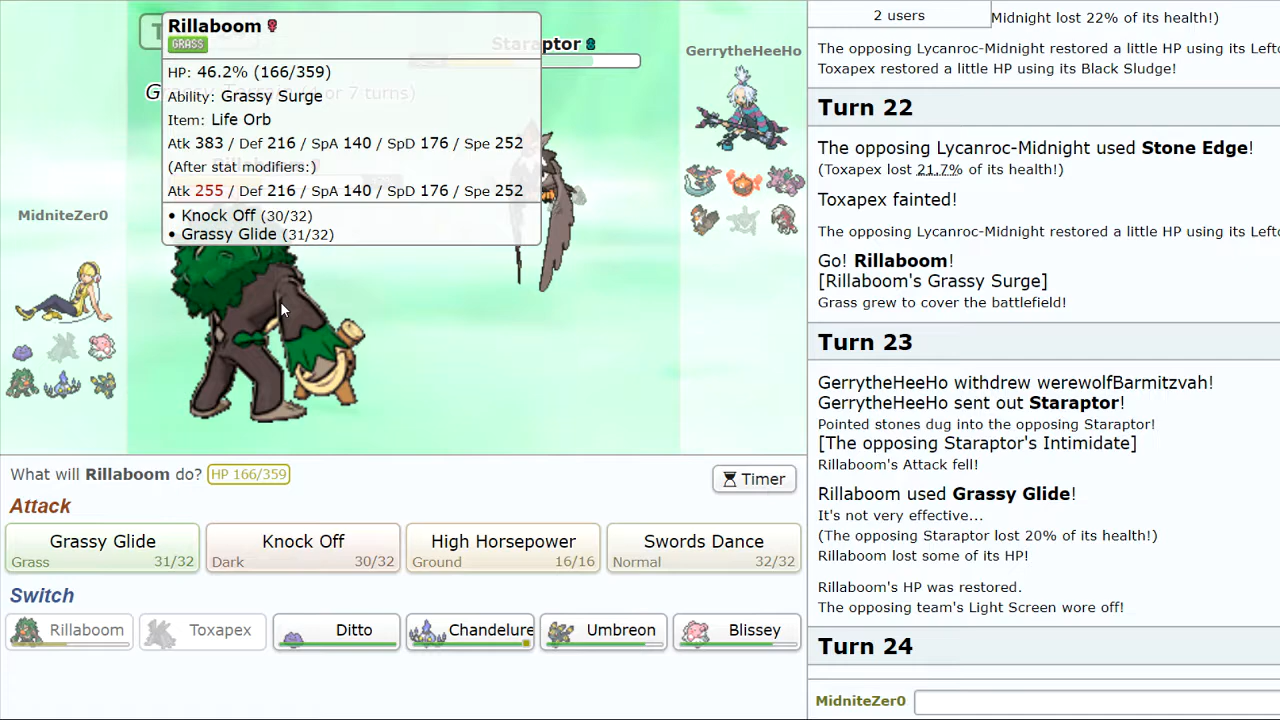 Rillaboom
GRASS
HP: 46.2% (166/359)
Ability: Grassy Surge
Item: Life Orb
Atk 383 / Def 216 / SpA 140 / SpD 176 / Spe 252
(After stat modifiers:)
Atk 255 / Def 216 / SpA 140 / SpD 176 / Spe 252
• Knock Off (30/32)
• Grassy Glide (31/32)
MidniteZer0
GerrytheHeeHo
What will Rillaboom do? HP 166/359
Timer
Attack
Grassy Glide
Grass 31/32
Knock Off
Dark 30/32
High Horsepower
Ground 16/16
Swords Dance
Normal 32/32
Switch
Rillaboom
Toxapex
Ditto
Chandelure
Umbreon
Blissey
2 users
Midnight lost 22% of its health!)
The opposing Lycanroc-Midnight restored a little HP using its Left
Toxapex restored a little HP using its Black Sludge!
Turn 22
The opposing Lycanroc-Midnight used Stone Edge!
(Toxapex lost 21.7% of its health!)
Toxapex fainted!
The opposing Lycanroc-Midnight restored a little HP using its Left
Go! Rillaboom!
[Rillaboom's Grassy Surge]
Grass grew to cover the battlefield!
Turn 23
GerrytheHeeHo withdrew werewolfBarmitzvah!
GerrytheHeeHo sent out Staraptor!
Pointed stones dug into the opposing Staraptor!
[The opposing Staraptor's Intimidate]
Rillaboom's Attack fell!
Rillaboom used Grassy Glide!
It's not very effective...
(The opposing Staraptor lost 20% of its health!)
Rillaboom lost some of its HP!
Rillaboom's HP was restored.
The opposing team's Light Screen wore off!
Turn 24
MidniteZer0